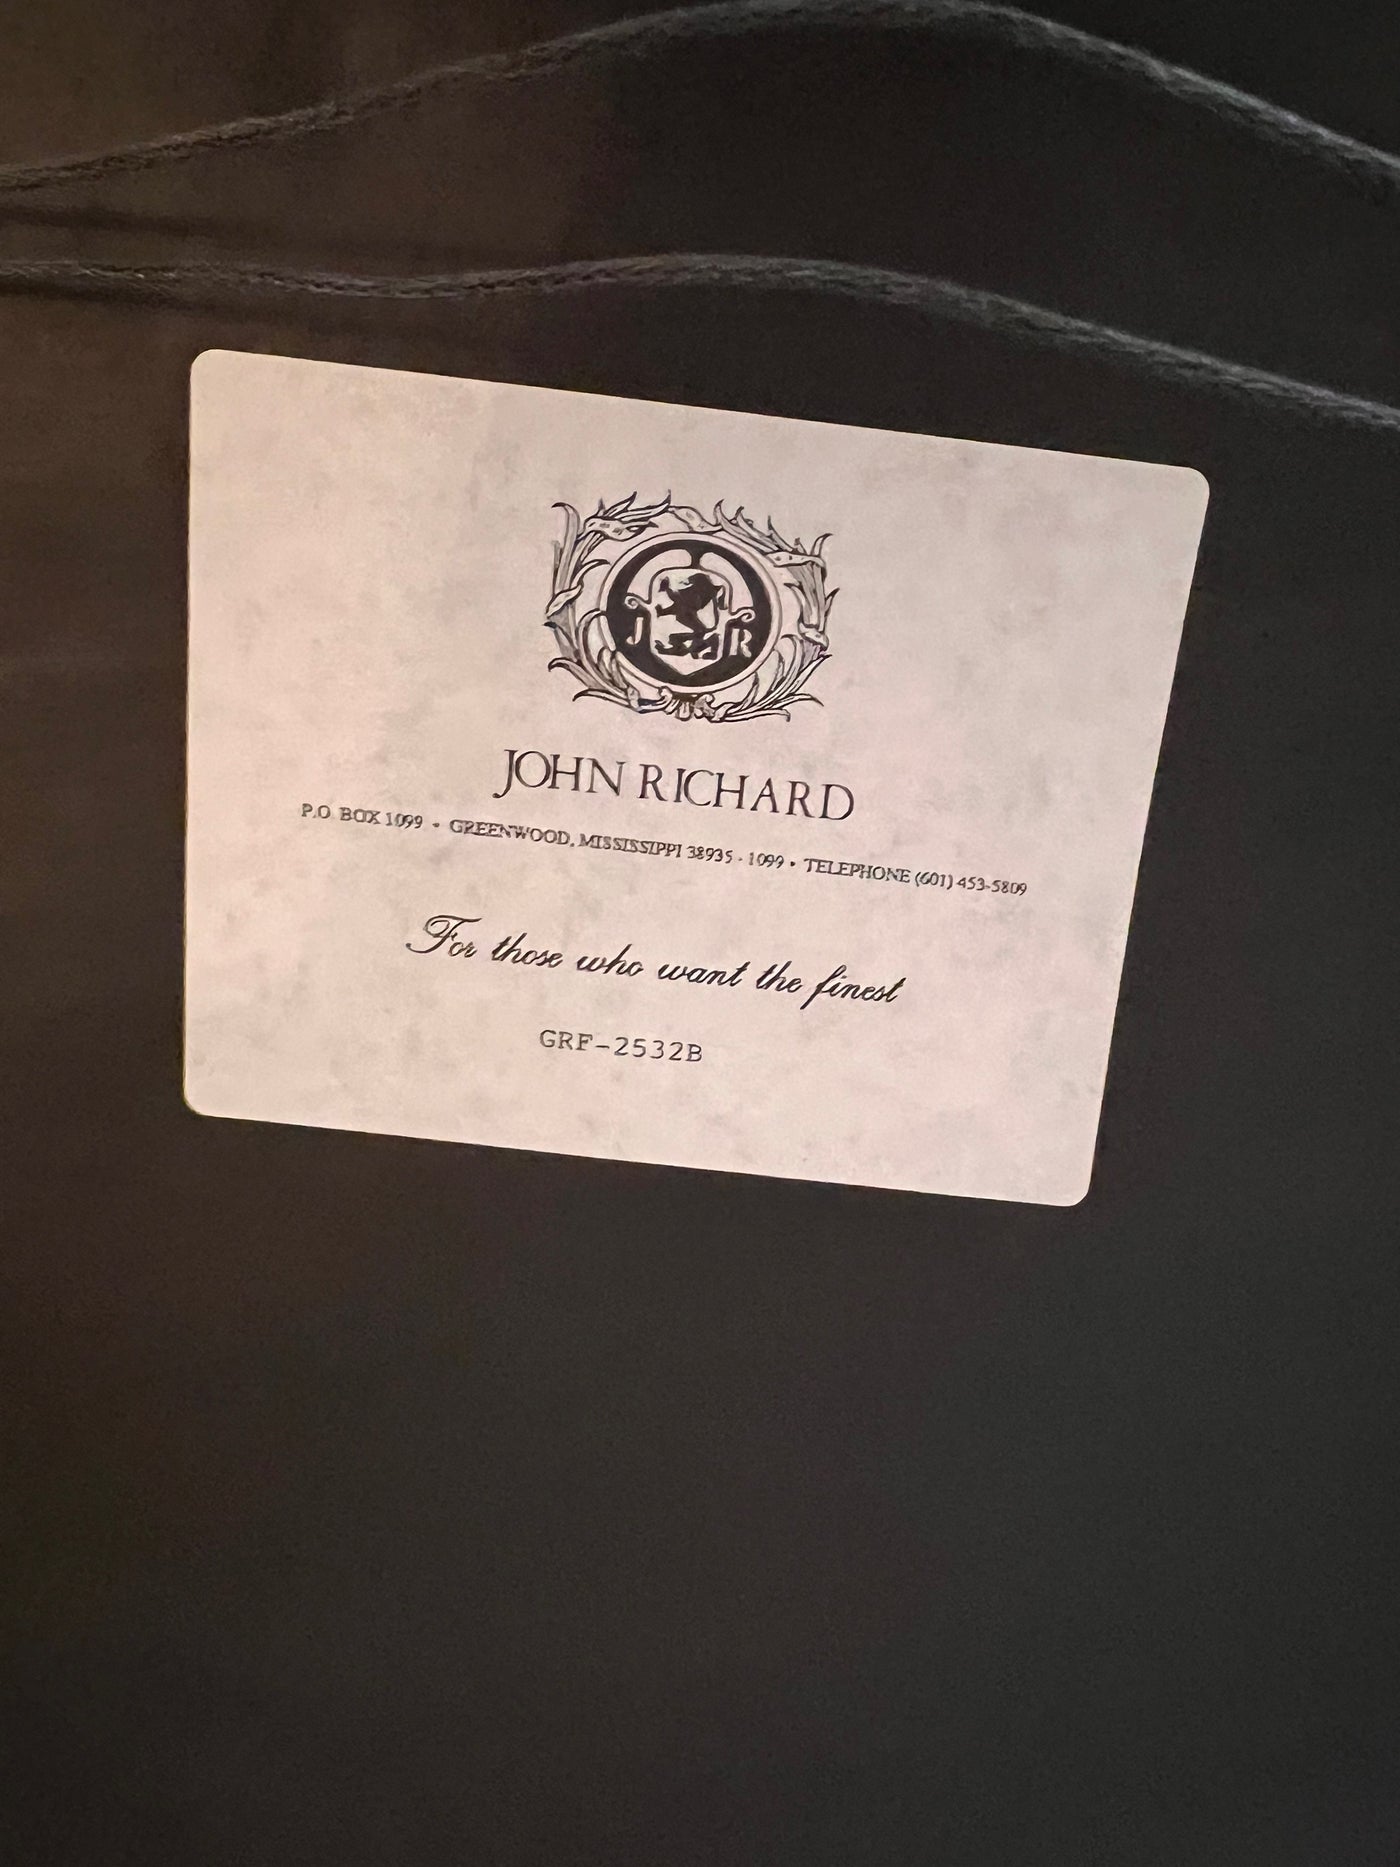 J R
JOHN RICHARD
P.O. BOX 1099 • GREENWOOD, MISSISSIPPI 38935 - 1099 • TELEPHONE (601) 453-5809
For those who want the finest
GRF-2532B